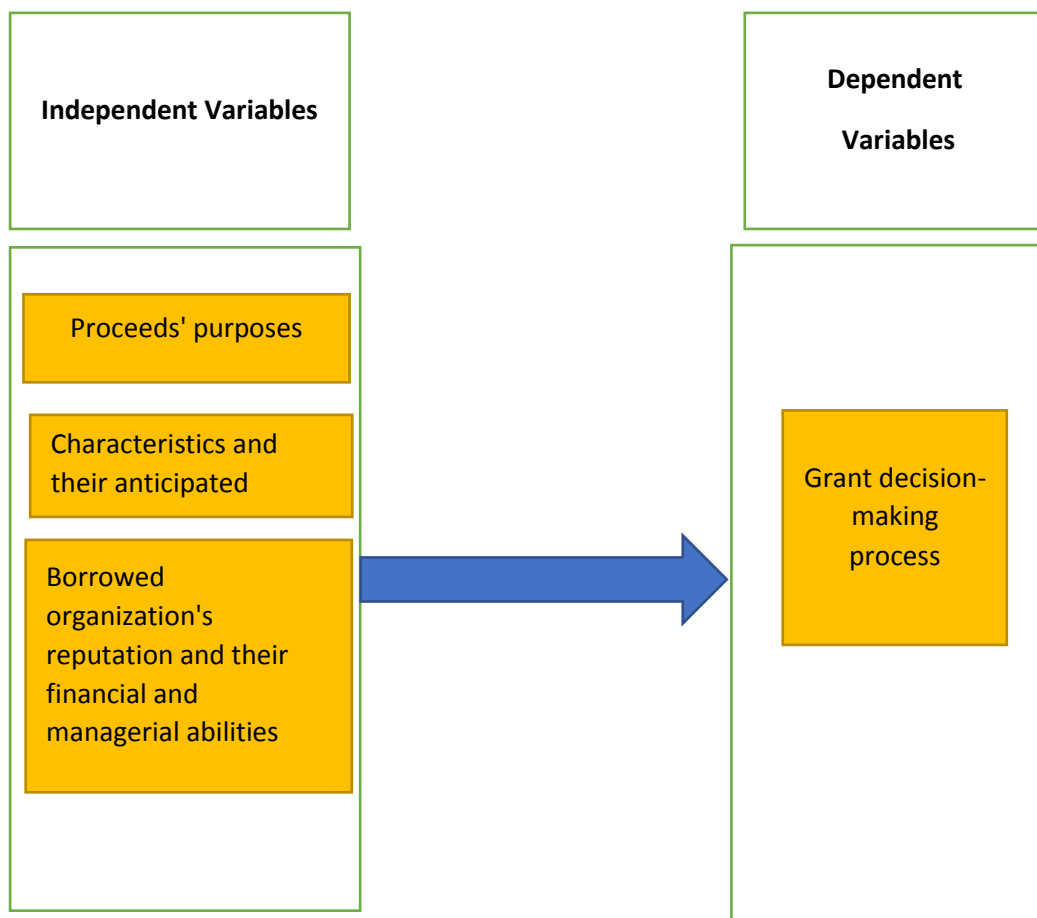 Independent Variables
Dependent
Variables
Proceeds' purposes
Characteristics and
their anticipated
Borrowed
organization's
reputation and their
financial and
managerial abilities
Grant decision-
making
process